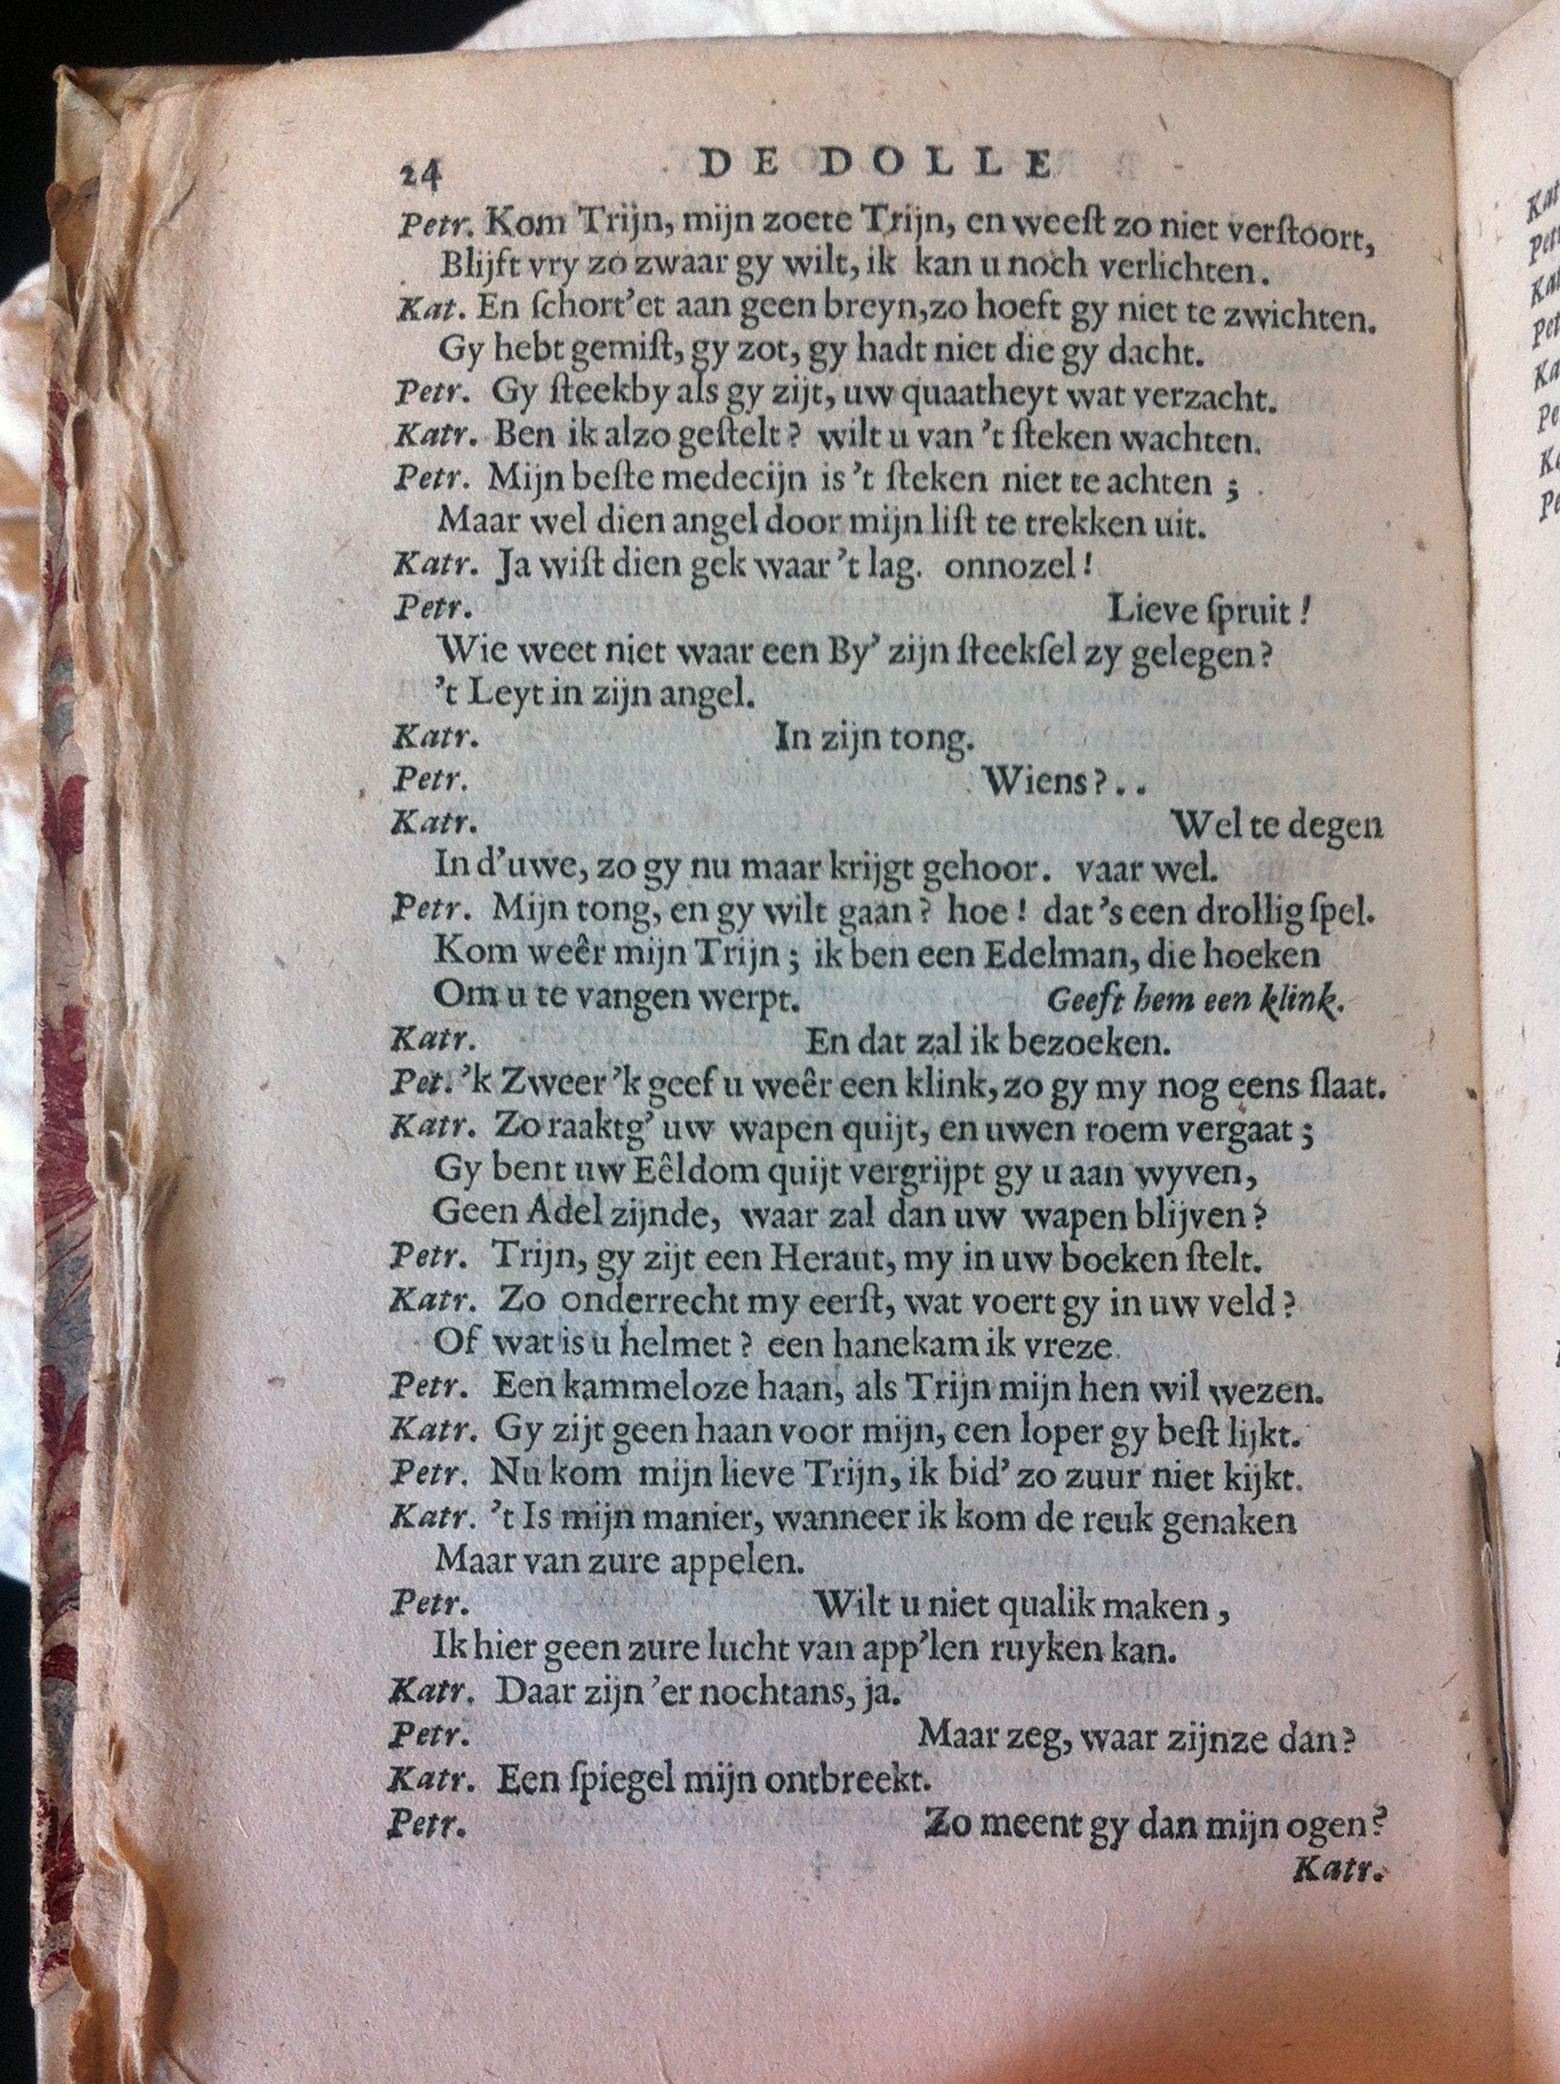 24 DE DOLLE
Petr. Kom Trijn, mijn zoete Trijn, en weeſt zo niet verſtoort,
Blijft vry zo zwaar gy wilt, ik kan u noch verlichten.
Kat. En ſchort'et aan geen breyn, zo hoeft gy niet te zwichten.
Gy hebt gemiſt, gy zot, gy hadt niet die gy dacht.
Petr. Gy ſteekby als gy zijt, uw quaatheyt wat verzacht.
Katr. Ben ik alzo geſtelt? wilt u van 't ſteken wachten.
Petr. Mijn beſte medecijn is 't ſteken niet te achten;
Maar wel dien angel door mijn liſt te trekken uit.
Katr. Ja wiſt dien gek waar 't lag. onnozel!
Petr. Lieve ſpruit!
Wie weet niet waar een By' zijn ſteekſel zy gelegen?
't Leyt in zijn angel.
Katr. In zijn tong.
Petr. Wiens?..
Katr. Wel te degen
In d'uwe, zo gy nu maar krijgt gehoor. vaar wel.
Petr. Mijn tong, en gy wilt gaan? hoe! dat 's een drollig ſpel.
Kom weêr mijn Trijn; ik ben een Edelman, die hoeken
Om u te vangen werpt. Geeft hem een klink.
Katr. En dat zal ik bezoeken.
Pet. 'k Zweer 'k geef u weêr een klink, zo gy my nog eens ſlaat.
Katr. Zo raaktg' uw wapen quijt, en uwen roem vergaat;
Gy bent uw Eêldom quijt vergrijpt gy u aan wyven,
Geen Adel zijnde, waar zal dan uw wapen blijven?
Petr. Trijn, gy zijt een Heraut, my in uw boeken ſtelt.
Katr. Zo onderrecht my eerſt, wat voert gy in uw veld?
Of wat is u helmet? een hanekam ik vreze.
Petr. Een kammeloze haan, als Trijn mijn hen wil wezen.
Katr. Gy zijt geen haan voor mijn, een loper gy beſt lijkt.
Petr. Nu kom mijn lieve Trijn, ik bid' zo zuur niet kijkt.
Katr. 't Is mijn manier, wanneer ik kom de reuk genaken
Maar van zure appelen.
Petr. Wilt u niet qualik maken,
Ik hier geen zure lucht van app'len ruyken kan.
Katr. Daar zijn 'er nochtans, ja.
Petr. Maar zeg, waar zijnze dan?
Katr. Een ſpiegel mijn ontbreekt.
Petr. Zo meent gy dan mijn ogen?
Katr.